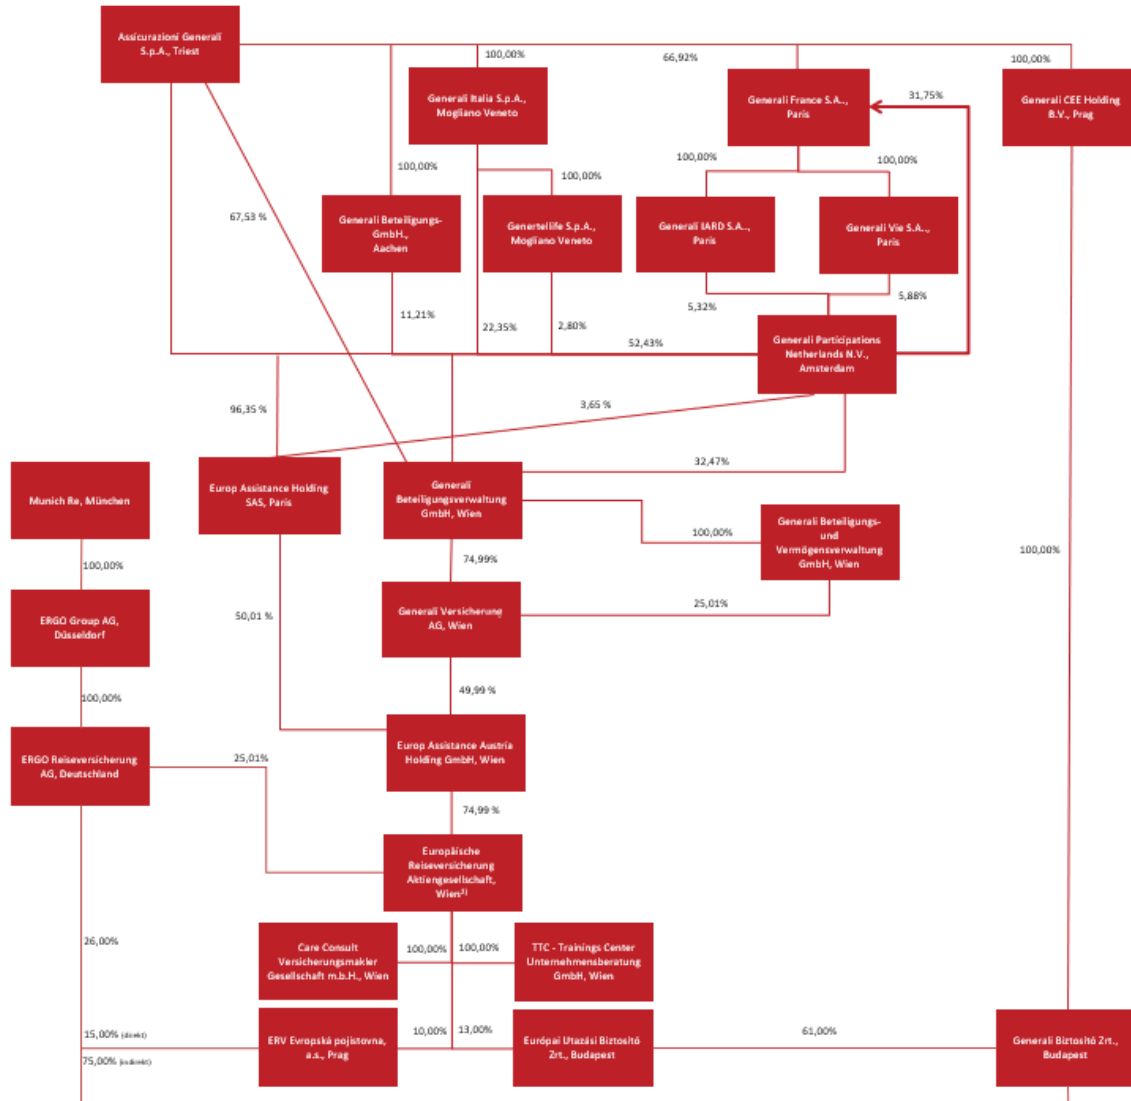 Assicurazioni Generali
S.p.A., Triest
100,00%
66,92%
100,00%
Generali Italia S.p.A.,
Mogliano Veneto
Generali France S.A..,
Paris
31,75%
Generali CEE Holding
B.V., Prag
100,00%
100,00%
100,00%
100,00%
67,53 %
Generali Beteiligungs-
GmbH.,
Aachen
Genertellife S.p.A.,
Mogliano Veneto
Generali IARD S.A..,
Paris
Generali Vie S.A..,
Paris
11,21%
22,35%
2,80%
5,32%
5,88%
52,43%
Generali Participations
Netherlands N.V.,
Amsterdam
96,35 %
3,65 %
32,47%
Munich Re, München
Europ Assistance Holding
SAS, Paris
Generali
Beteiligungsverwaltung
GmbH, Wien
Generali Beteiligungs-
und
Vermögensverwaltung
GmbH, Wien
100,00%
100,00%
100,00%
74,99%
ERGO Group AG,
Düsseldorf
50,01 %
Generali Versicherung
AG, Wien
25,01%
100,00%
49,99 %
ERGO Reiseversicherung
AG, Deutschland
25,01%
Europ Assistance Austria
Holding GmbH, Wien
74,99 %
Europäische
Reiseversicherung
Aktiengesellschaft,
26,00%
Care Consult
Versicherungsmakler
Gesellschaft m.b.H., Wien
100,00%
100,00%
TTC - Trainings Center
Unternehmensberatung
GmbH, Wien
15,00% (direkt)
75,00% (indirekt)
ERV Evropská pojistovna,
a.s., Prag
10,00%
13,00%
Európai Utazási Biztosító
Zrt., Budapest
61,00%
Generali Biztosító Zrt.,
Budapest